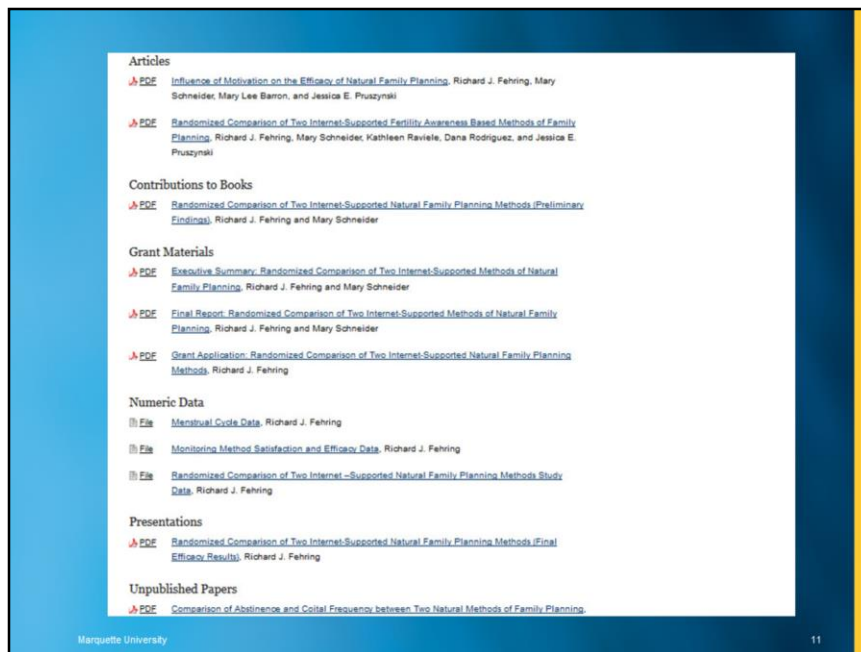 Articles
PDF Influence of Motivation on the Efficacy of Natural Family Planning, Richard J. Fehring, Mary
Schneider, Mary Lee Barron, and Jessica E. Pruszynski
PDF Randomized Comparison of Two Internet-Supported Fertility Awareness Based Methods of Family
Planning, Richard J. Fehring, Mary Schneider, Kathleen Raviele, Dana Rodriguez, and Jessica E.
Pruszynski
Contributions to Books
PDF Randomized Comparison of Two Internet-Supported Natural Family Planning Methods (Preliminary
Findings), Richard J. Fehring and Mary Schneider
Grant Materials
PDF Executive Summary: Randomized Comparison of Two Internet-Supported Methods of Natural
Family Planning, Richard J. Fehring and Mary Schneider
PDF Final Report: Randomized Comparison of Two Internet-Supported Methods of Natural Family
Planning, Richard J. Fehring and Mary Schneider
PDF Grant Application: Randomized Comparison of Two Internet-Supported Natural Family Planning
Methods, Richard J. Fehring
Numeric Data
File Menstrual Cycle Data, Richard J. Fehring
File Monitoring Method Satisfaction and Efficacy Data, Richard J. Fehring
File Randomized Comparison of Two Internet –Supported Natural Family Planning Methods Study
Data, Richard J. Fehring
Presentations
PDF Randomized Comparison of Two Internet-Supported Natural Family Planning Methods (Final
Efficacy Results), Richard J. Fehring
Unpublished Papers
PDF Comparison of Abstinence and Coital Frequency between Two Natural Methods of Family Planning,
Marquette University 11